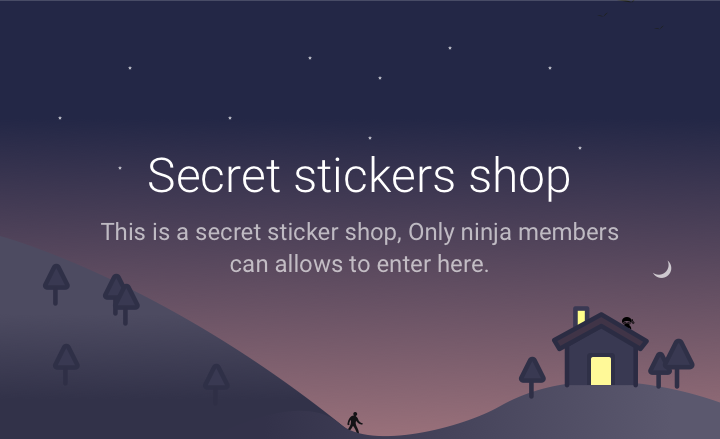 Secret stickers shop
This is a secret sticker shop, Only ninja members
can allows to enter here.